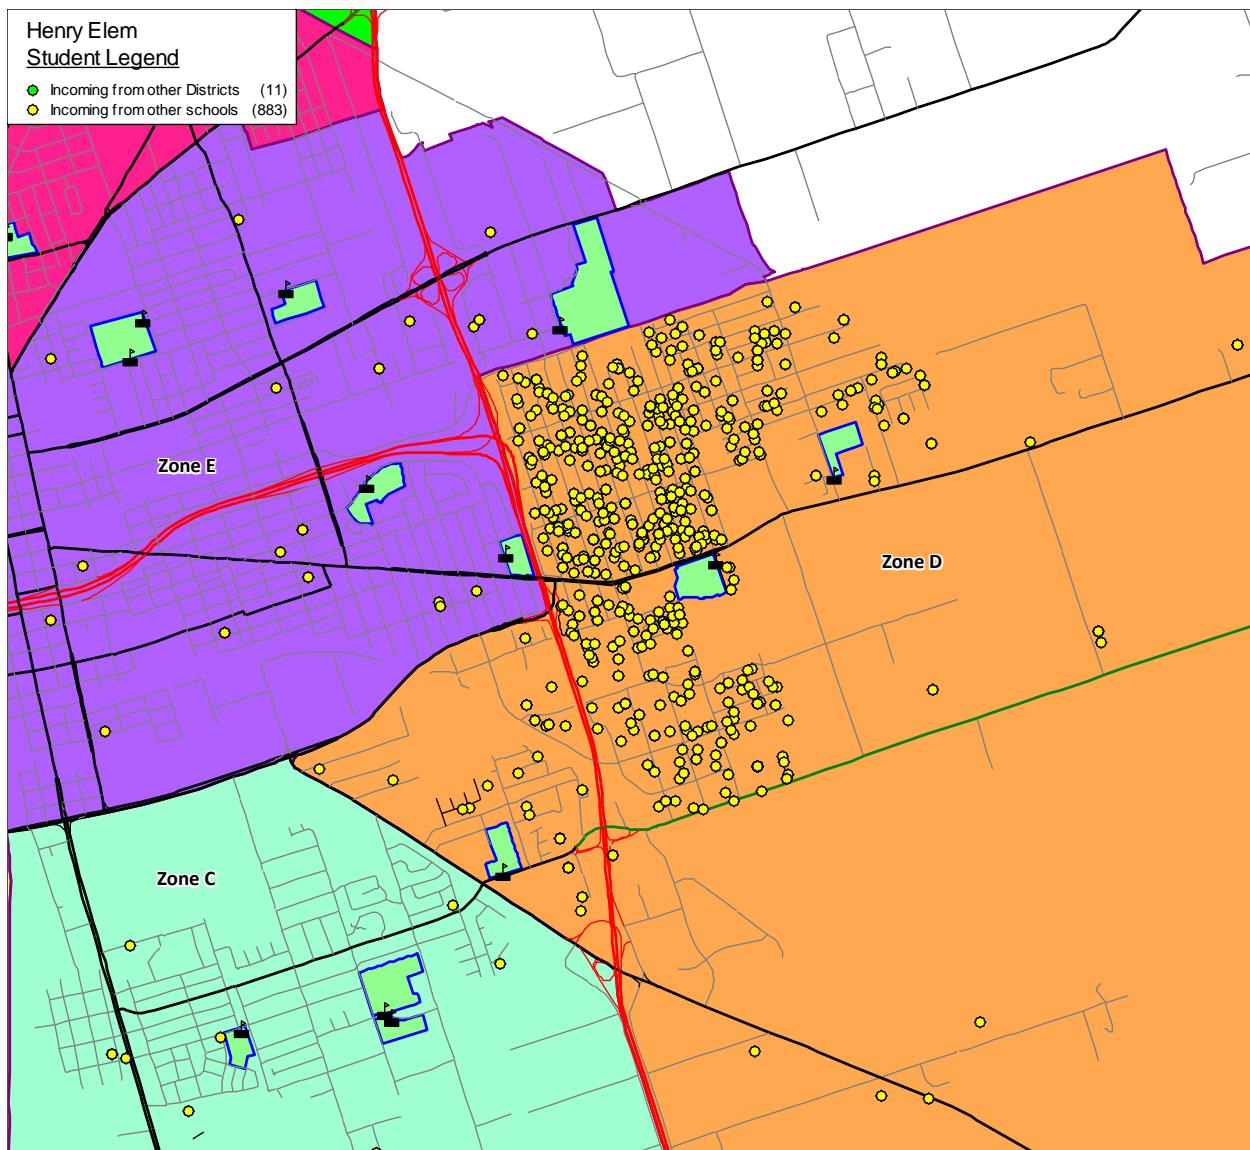 Henry Elem
Student Legend
Incoming from other Districts (11)
Incoming from other schools (883)
Zone E
Zone D
Zone C